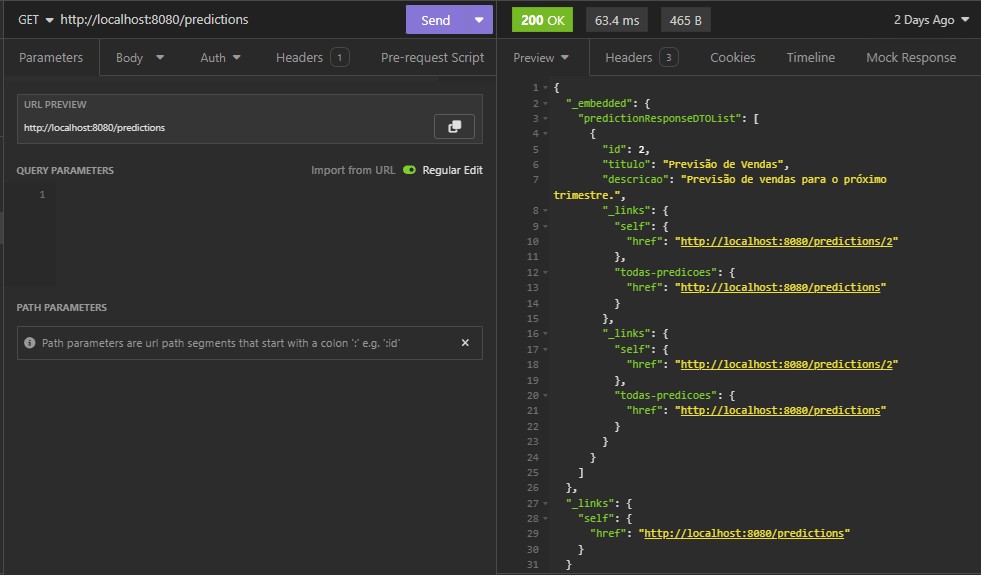 GET http://localhost:8080/predictions Send 200 OK 63.4 ms 465 B 2 Days Ago
Parameters Body Auth Headers 1 Pre-request Script
Preview Headers 3 Cookies Timeline Mock Response
URL PREVIEW
http://localhost:8080/predictions
QUERY PARAMETERS Import from URL Regular Edit
1
PATH PARAMETERS
Path parameters are url path segments that start with a colon ':' e.g. ':id'
1 {
2 "_embedded": {
3 "predictionResponseDTOList": [
4 {
5 "id": 2,
6 "titulo": "Previsão de Vendas",
7 "descricao": "Previsão de vendas para o próximo
trimestre.",
8 "_links": {
9 "self": {
10 "href": "http://localhost:8080/predictions/2"
11 },
12 "todas-predicoes": {
13 "href": "http://localhost:8080/predictions"
14 }
15 },
16 "_links": {
17 "self": {
18 "href": "http://localhost:8080/predictions/2"
19 },
20 "todas-predicoes": {
21 "href": "http://localhost:8080/predictions"
22 }
23 }
24 }
25 ]
26 },
27 "_links": {
28 "self": {
29 "href": "http://localhost:8080/predictions"
30 }
31 }